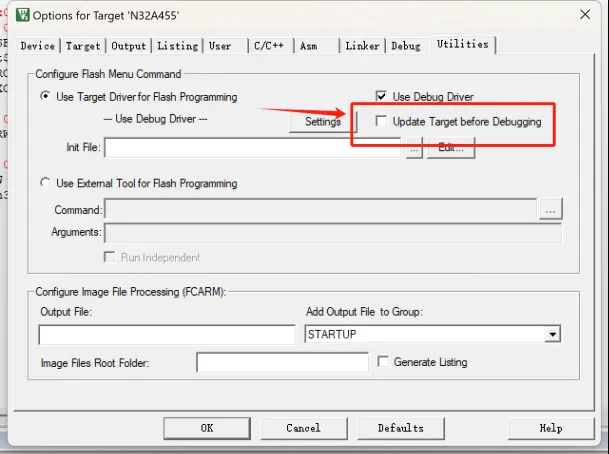 Options for Target 'N32A455'
Device Target Output Listing User C/C++ Asm Linker Debug Utilities
Configure Flash Menu Command
Use Target Driver for Flash Programming Use Debug Driver
--- Use Debug Driver --- Settings Update Target before Debugging
Init File: ... Edit...
Use External Tool for Flash Programming
Command: ...
Arguments:
Run Independent
Configure Image File Processing (FCARM):
Output File: Add Output File to Group:
STARTUP
Image Files Root Folder: Generate Listing
OK Cancel Defaults Help